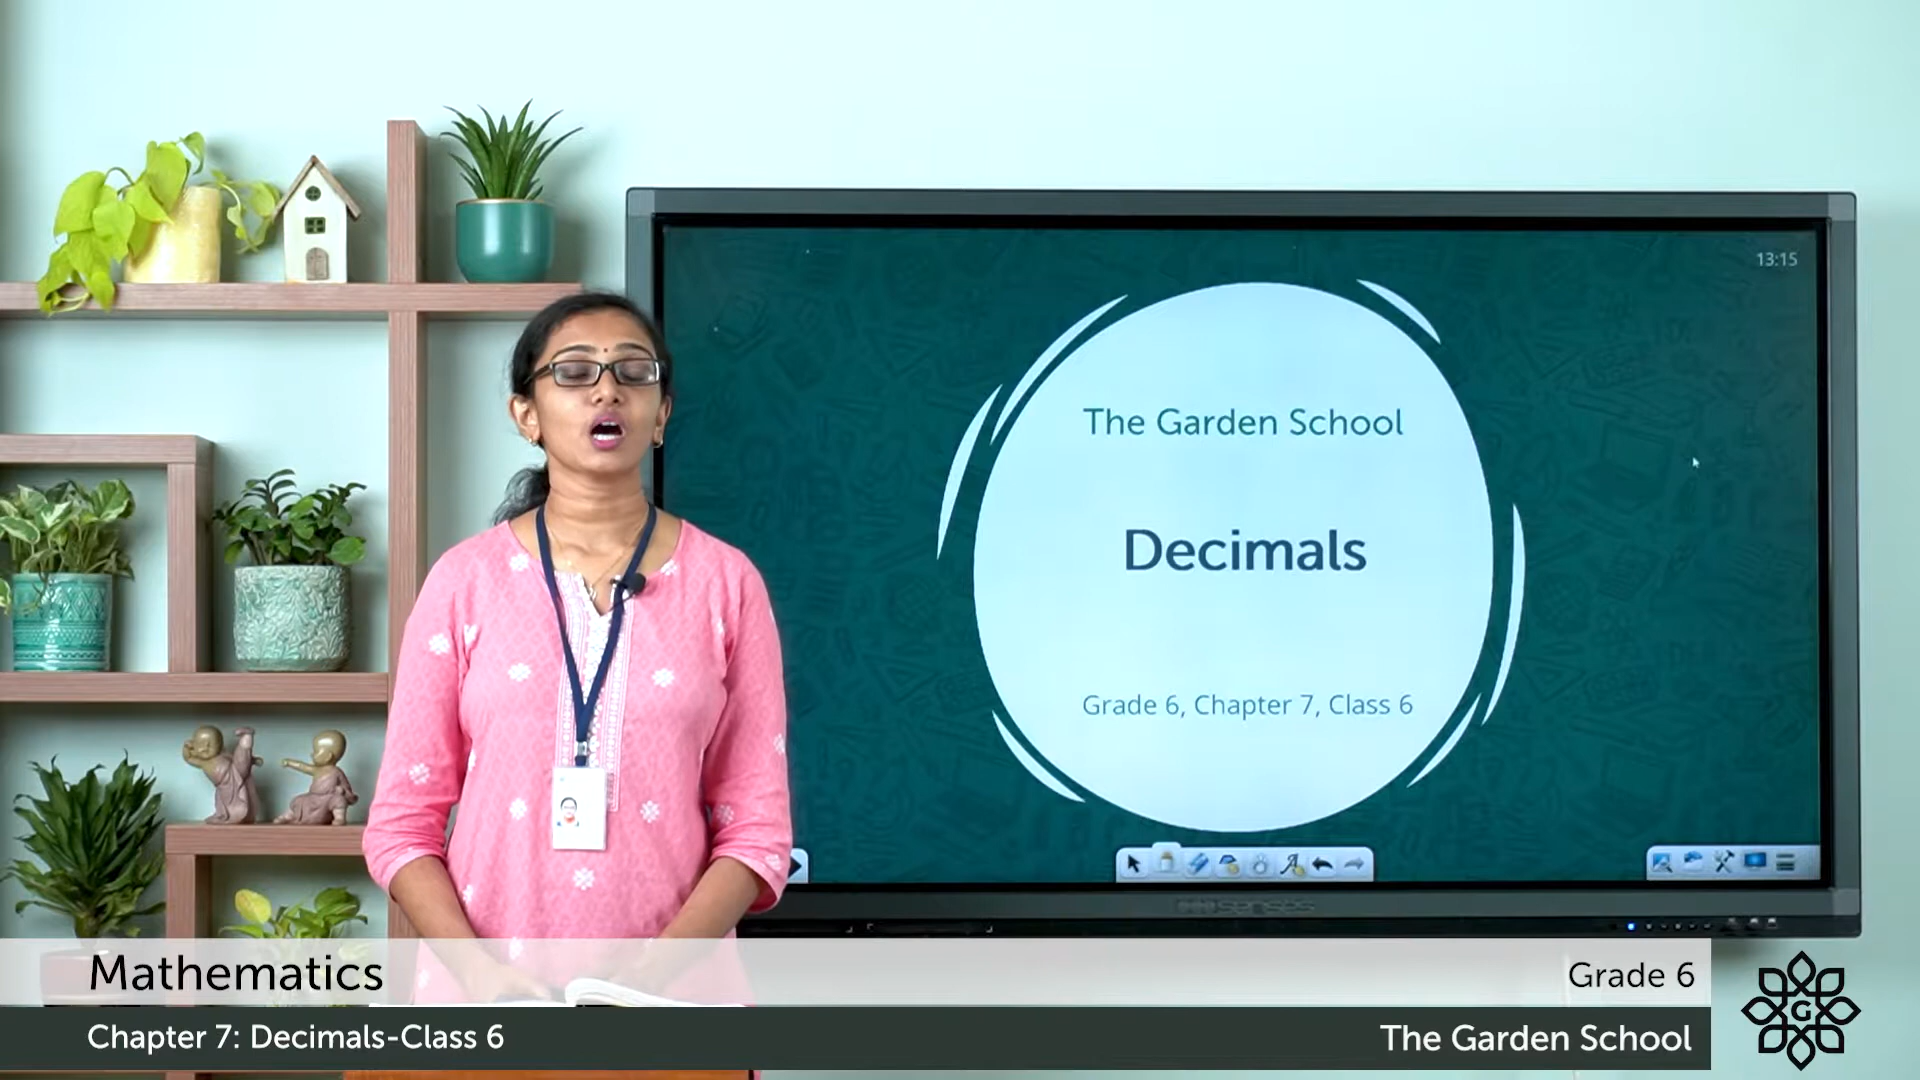 13:15
The Garden School
Decimals
Grade 6, Chapter 7, Class 6
Mathematics
Grade 6
Chapter 7: Decimals-Class 6
The Garden School
G